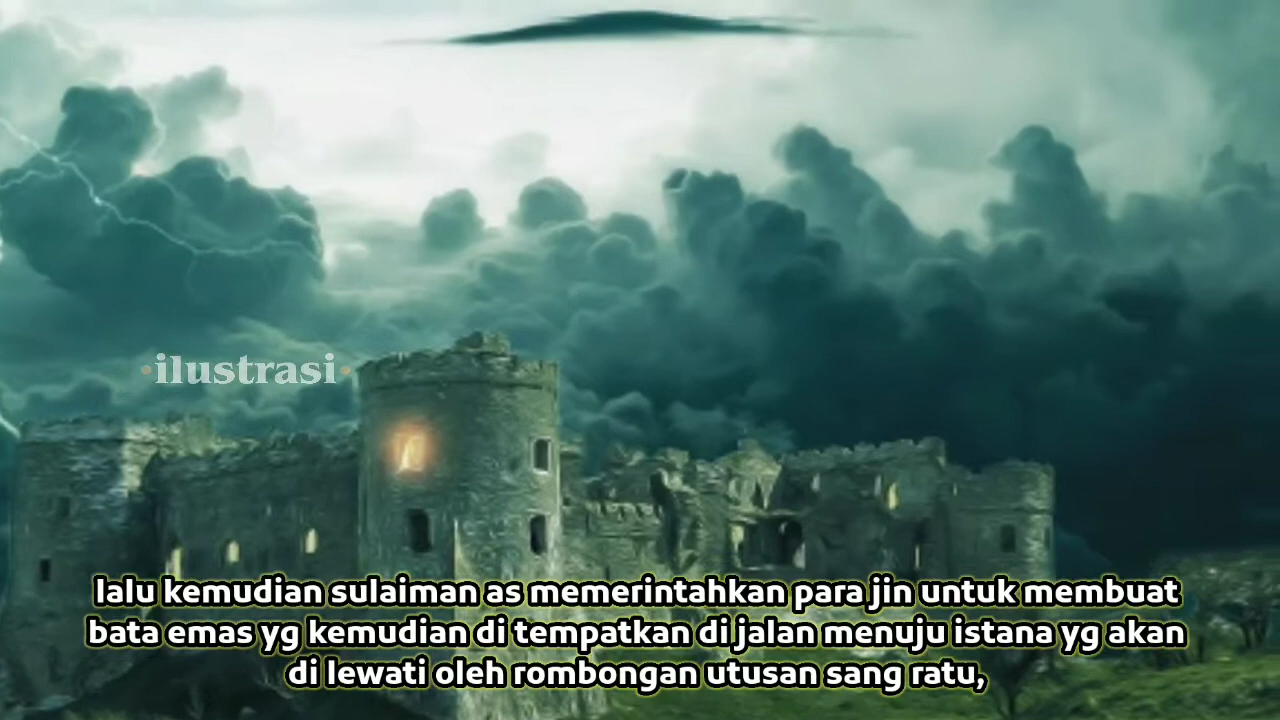 •ilustrasi•
lalu kemudian sulaiman as memerintahkan para jin untuk membuat
bata emas yg kemudian di tempatkan di jalan menuju istana yg akan
di lewati oleh rombongan utusan sang ratu,